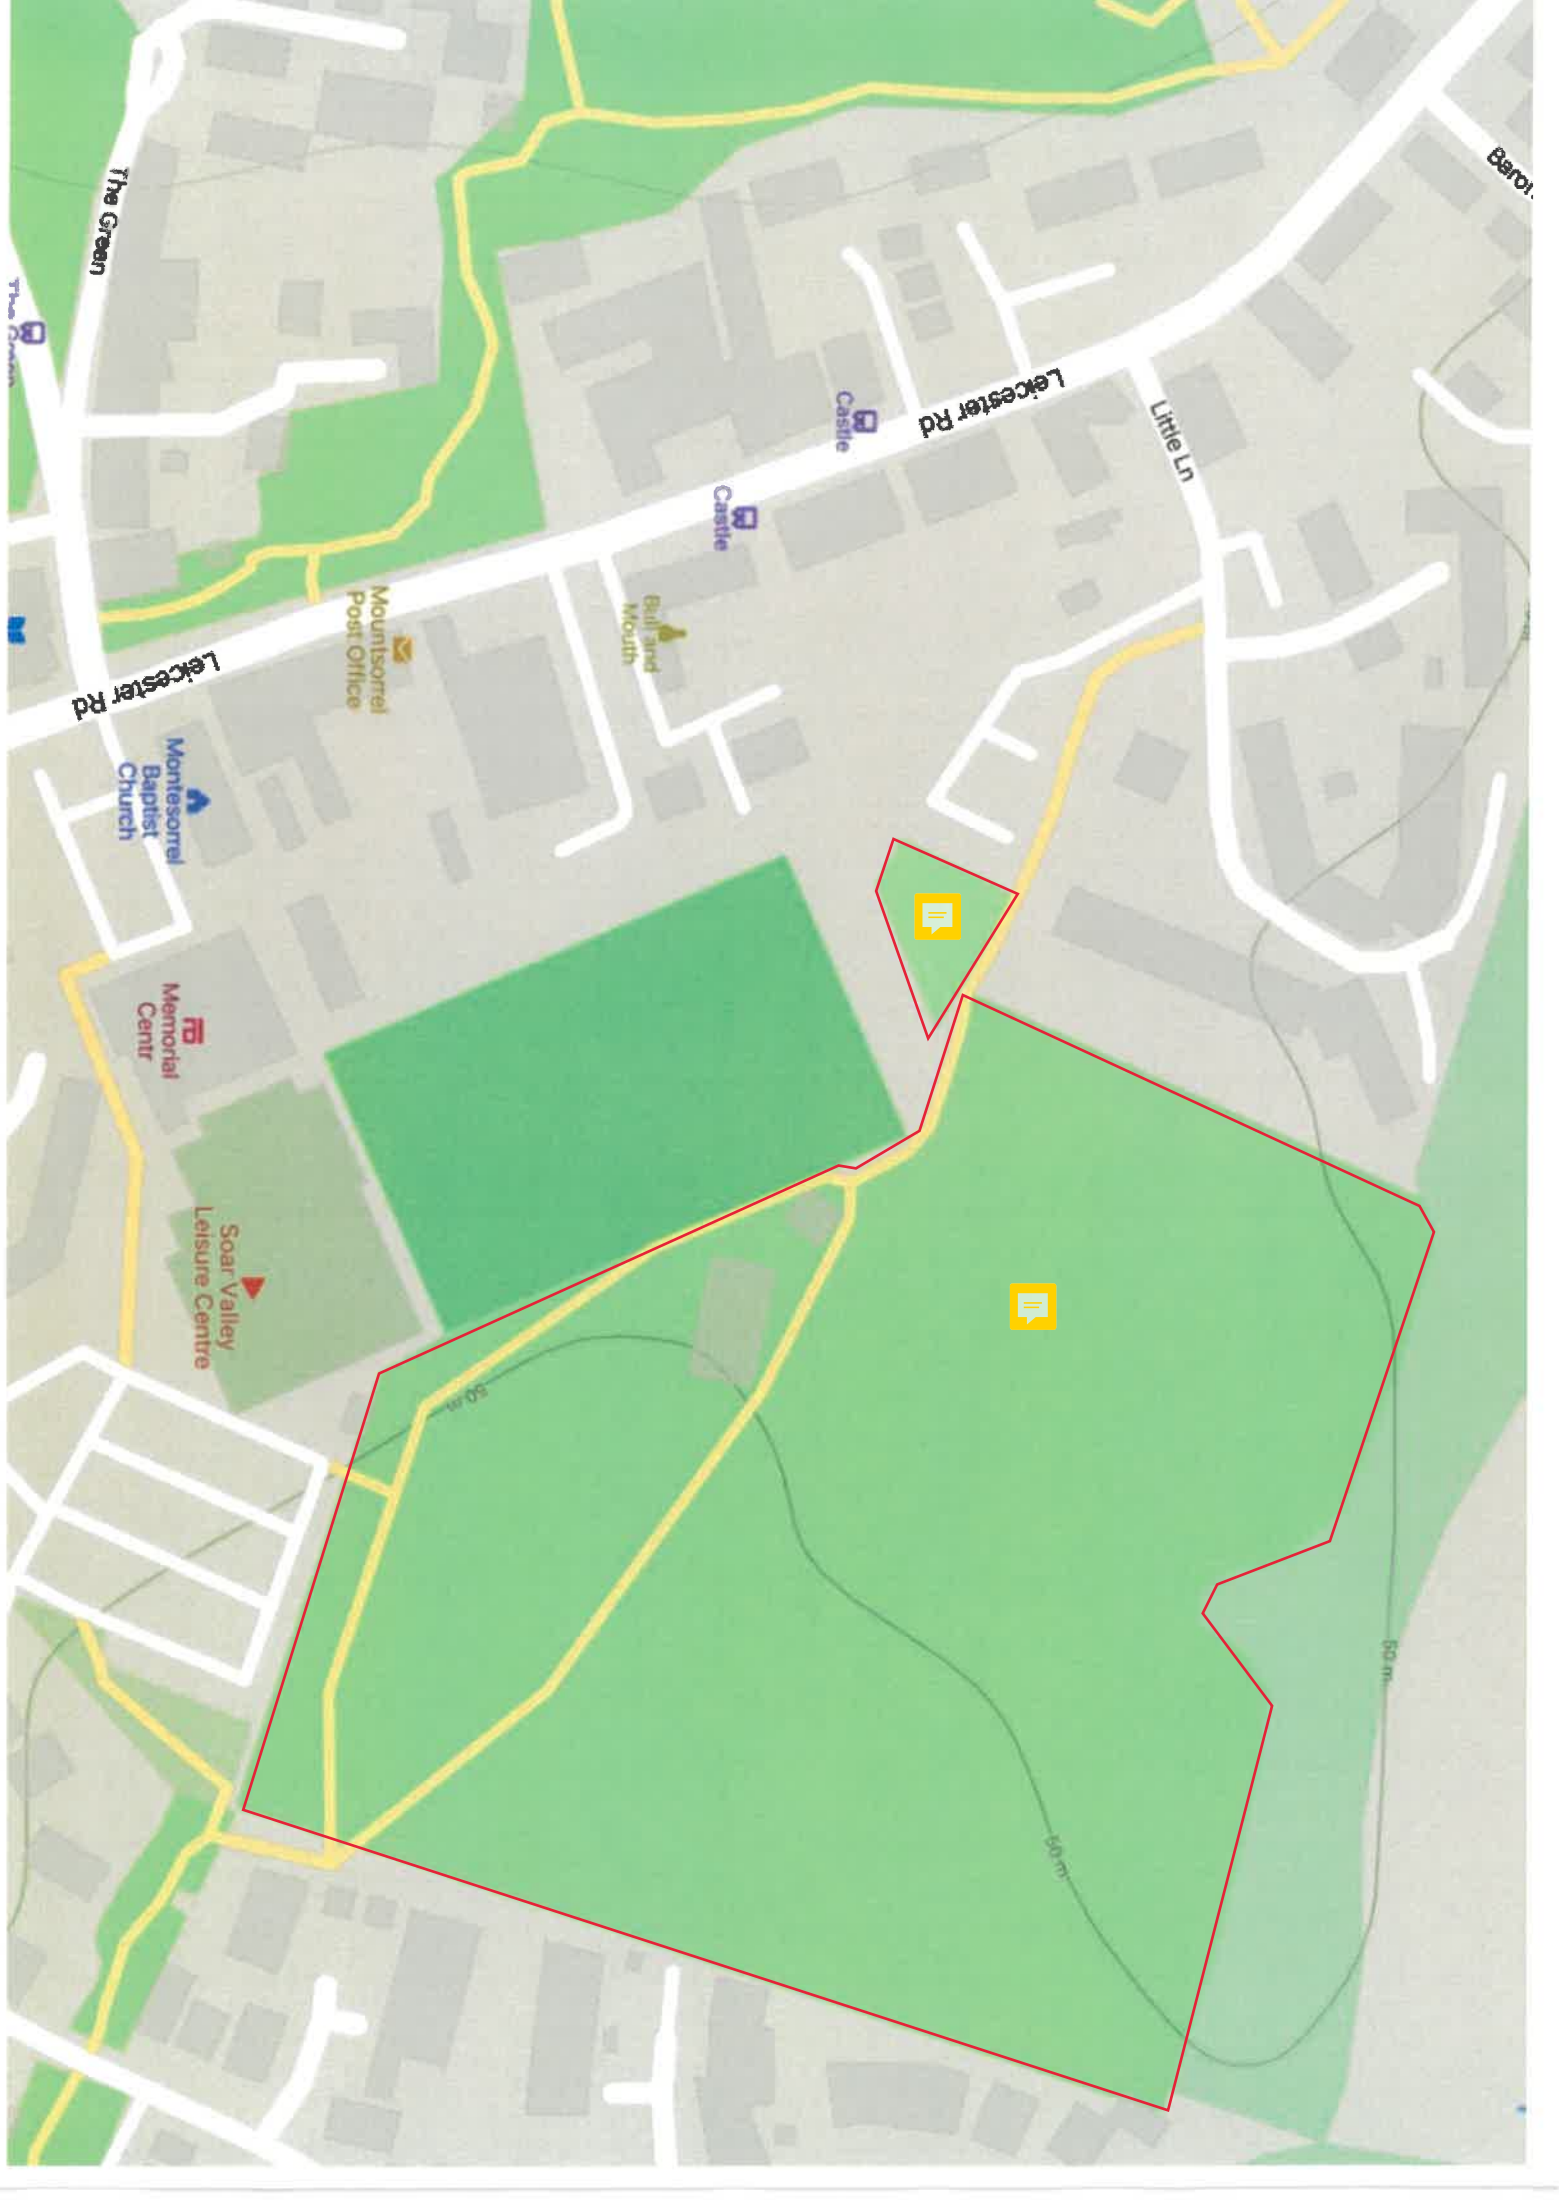 The Green
Baron
Leicester Rd
Little Ln
Castle
Castle
Bull and
Mouth
Mountsorrel
Post Office
Leicester Rd
Montesorrel
Baptist
Church
Memorial
Centr
Soar Valley
Leisure Centre
50 m
50 m
50 m